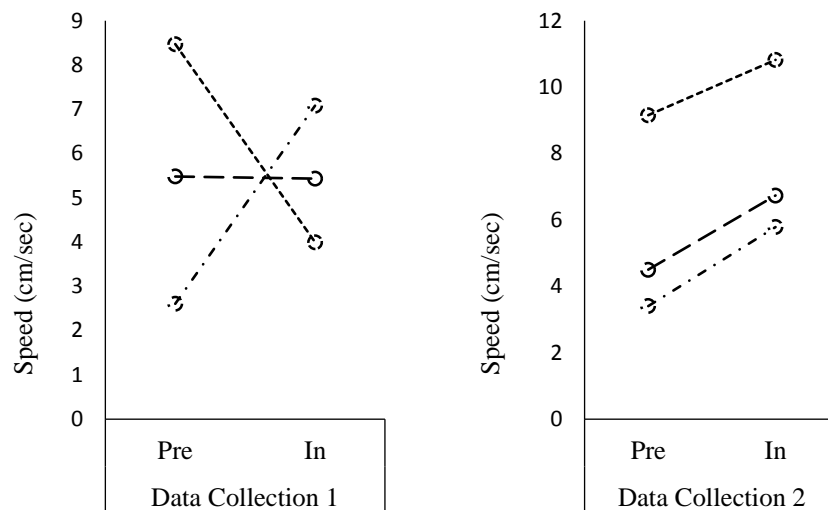 9
8
7
6
5
4
3
2
1
0
Speed (cm/sec)
Pre In
Data Collection 1
12
10
8
6
4
2
0
Speed (cm/sec)
Pre In
Data Collection 2